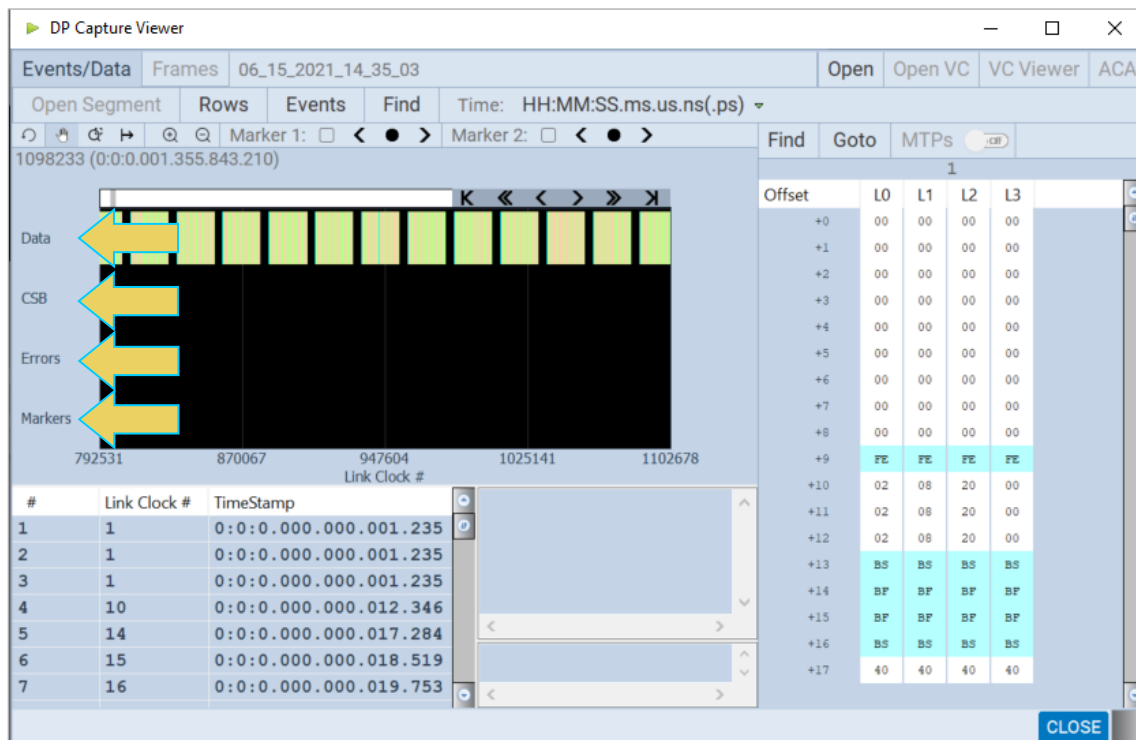 DP Capture Viewer
Events/Data Frames 06_15_2021_14_35_03 Open Open VC VC Viewer ACA
Open Segment Rows Events Find Time: HH:MM:SS.ms.us.ns(.ps)
Marker 1: Marker 2:
1098233 (0:0:0.001.355.843.210)
Data
CSB
Errors
Markers
792531 870067 947604 1025141 1102678
Link Clock #
# Link Clock # TimeStamp
1 1 0:0:0.000.000.001.235
2 1 0:0:0.000.000.001.235
3 1 0:0:0.000.000.001.235
4 10 0:0:0.000.000.012.346
5 14 0:0:0.000.000.017.284
6 15 0:0:0.000.000.018.519
7 16 0:0:0.000.000.019.753
Find Goto MTPs Off
1
Offset L0 L1 L2 L3
+0 00 00 00 00
+1 00 00 00 00
+2 00 00 00 00
+3 00 00 00 00
+4 00 00 00 00
+5 00 00 00 00
+6 00 00 00 00
+7 00 00 00 00
+8 00 00 00 00
+9 FE FE FE FE
+10 02 08 20 00
+11 02 08 20 00
+12 02 08 20 00
+13 BS BS BS BS
+14 BF BF BF BF
+15 BF BF BF BF
+16 BS BS BS BS
+17 40 40 40 40
CLOSE